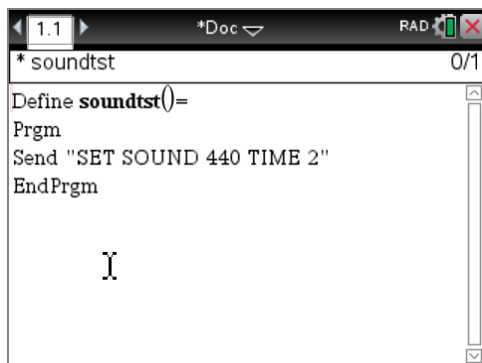 1.1 *Doc RAD
* soundtst 0/1
Define soundtst()=
Prgm
Send "SET SOUND 440 TIME 2"
EndPrgm